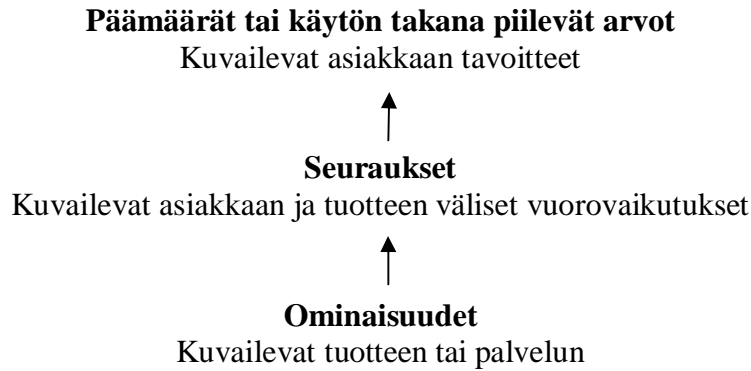 Päämäärät tai käytön takana piilevät arvot
Kuvailevat asiakkaan tavoitteet
Seuraukset
Kuvailevat asiakkaan ja tuotteen väliset vuorovaikutukset
Ominaisuudet
Kuvailevat tuotteen tai palvelun